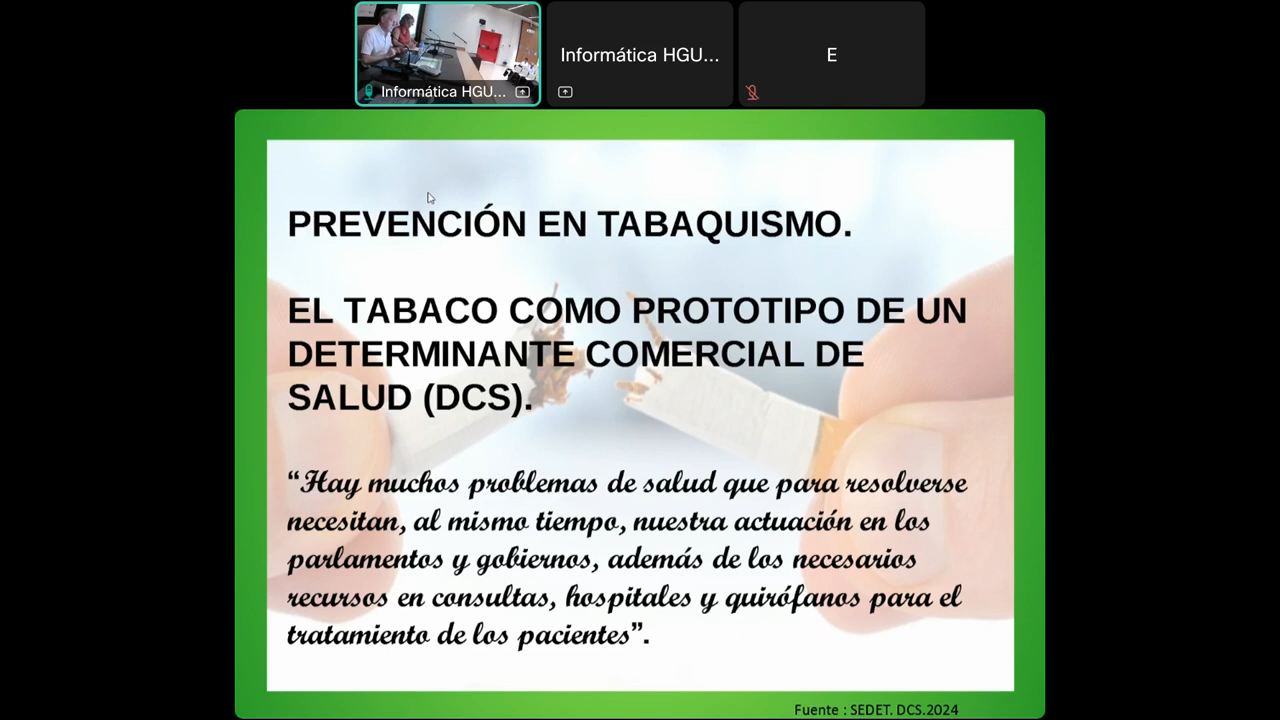 Informática HGU...
Informática HGU...
E
PREVENCIÓN EN TABAQUISMO.
EL TABACO COMO PROTOTIPO DE UN
DETERMINANTE COMERCIAL DE
SALUD (DCS).
“Hay muchos problemas de salud que para resolverse
necesitan, al mismo tiempo, nuestra actuación en los
parlamentos y gobiernos, además de los necesarios
recursos en consultas, hospitales y quirófanos para el
tratamiento de los pacientes”.
Fuente : SEDET. DCS.2024